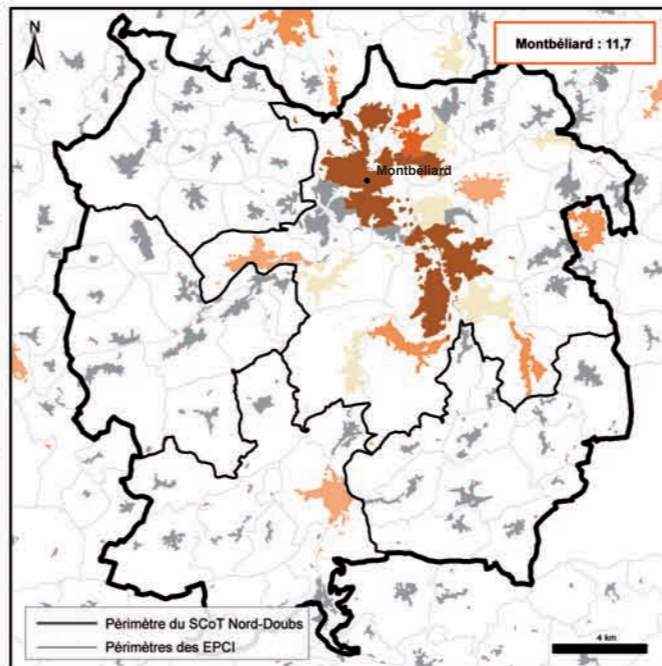 N
Montbéliard : 11,7
Montbéliard
Périmètre du SCoT Nord-Doubs
Périmètres des EPCI
4 km